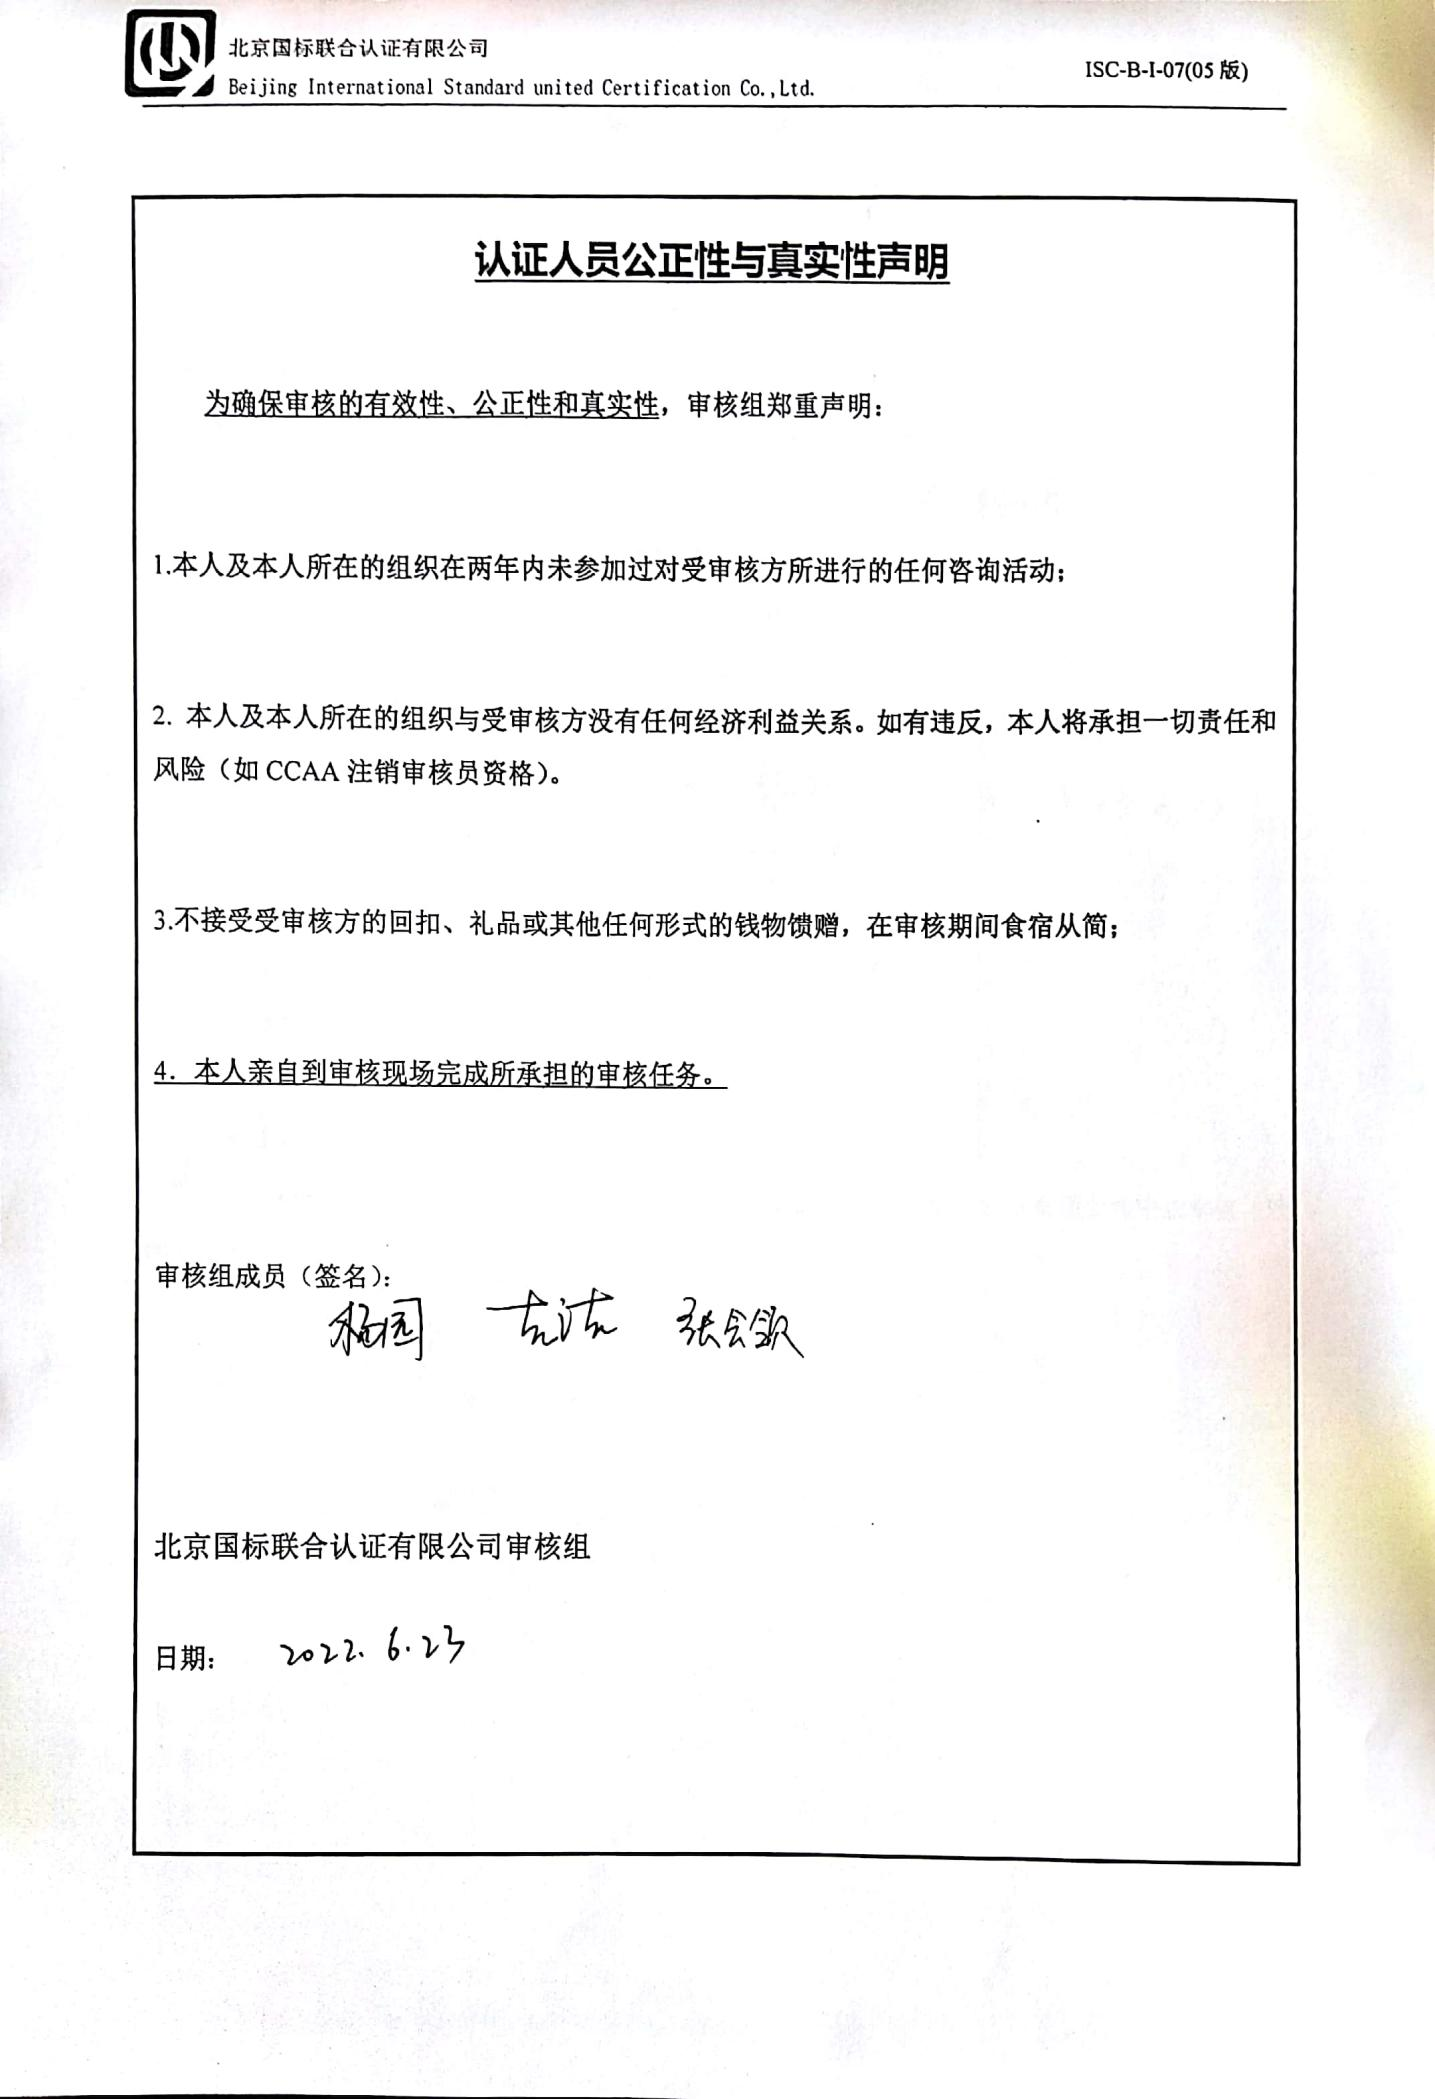 北京国标联合认证有限公司
Beijing International Standard united Certification Co.,Ltd.
ISC-B-I-07(05 版)
认证人员公正性与真实性声明
为确保审核的有效性、公正性和真实性，审核组郑重声明：
1.本人及本人所在的组织在两年内未参加过对受审核方所进行的任何咨询活动；
2. 本人及本人所在的组织与受审核方没有任何经济利益关系。如有违反，本人将承担一切责任和
风险（如 CCAA 注销审核员资格）。
3.不接受受审核方的回扣、礼品或其他任何形式的钱物馈赠，在审核期间食宿从简；
4. 本人亲自到审核现场完成所承担的审核任务。
审核组成员（签名）：
杨园
北京国标联合认证有限公司审核组
日期： 2022. 6.23